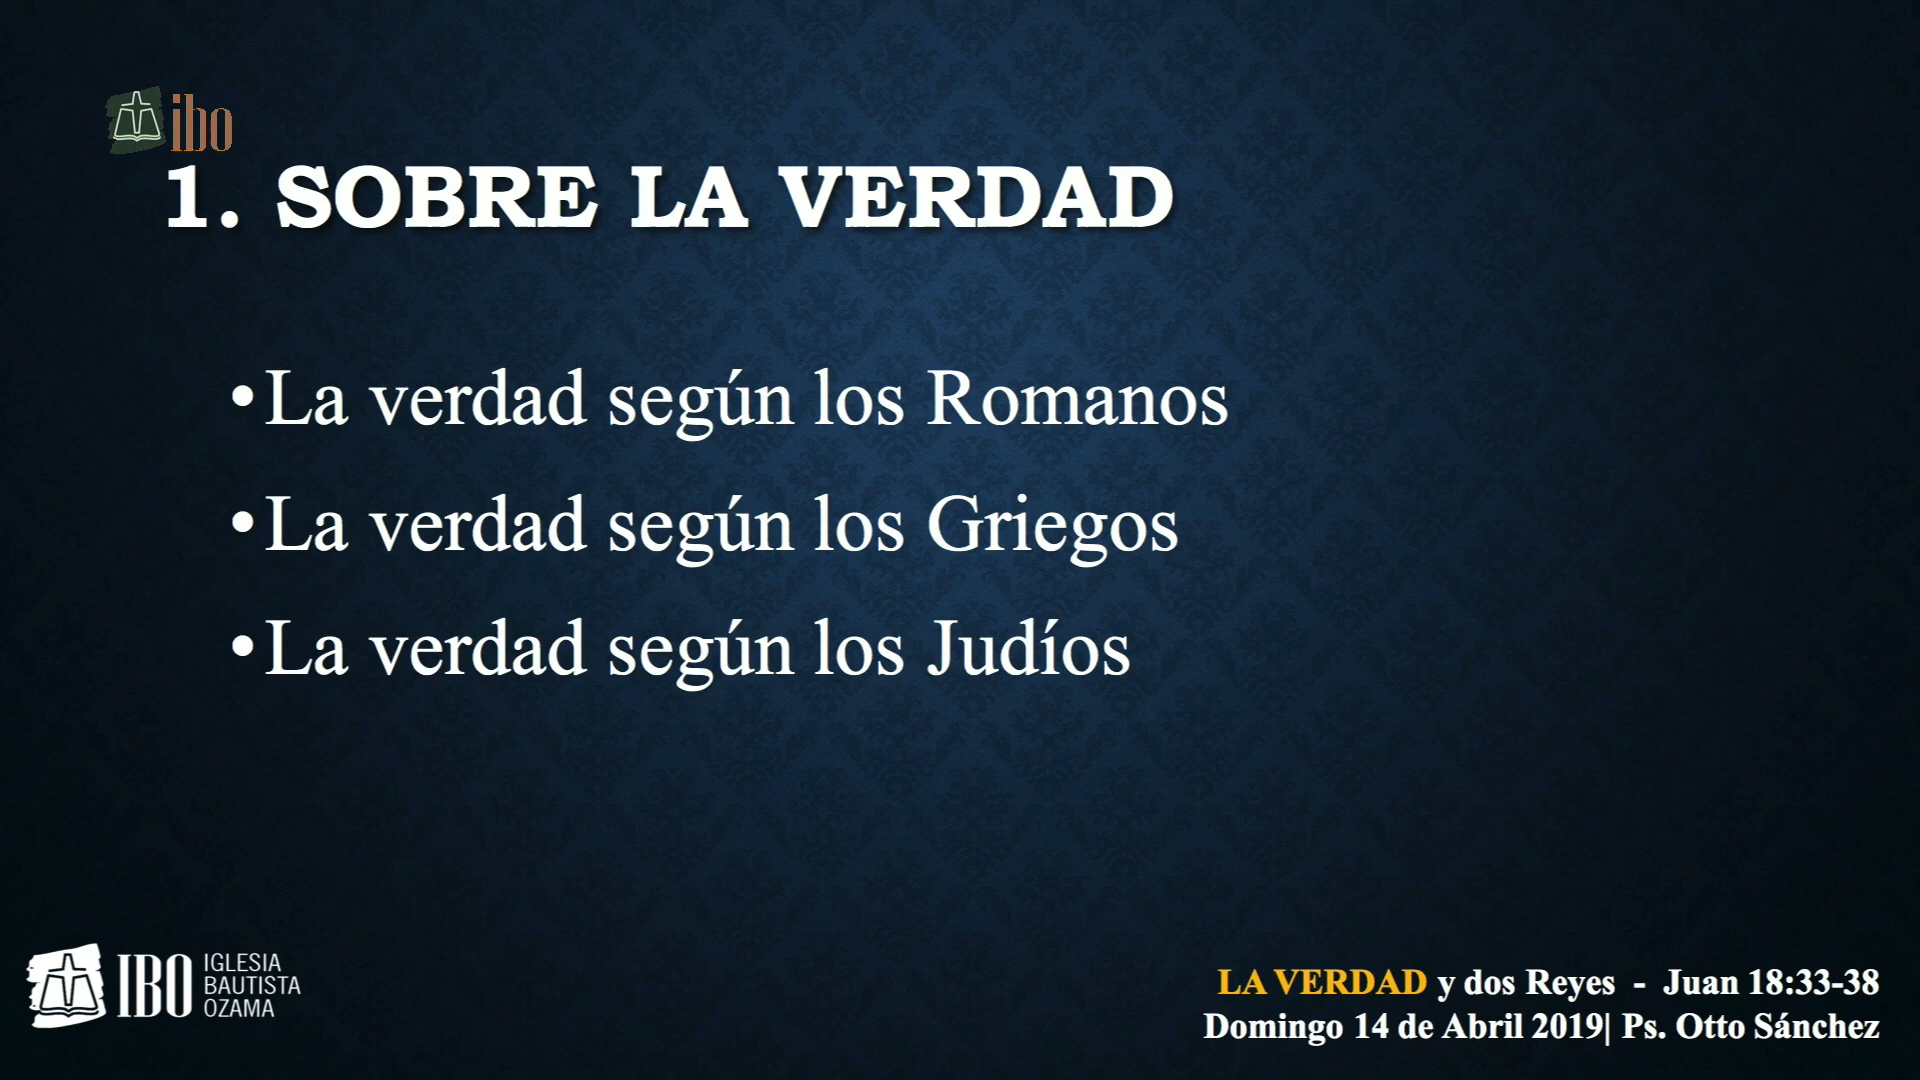 ibo
1. SOBRE LA VERDAD
•La verdad según los Romanos
•La verdad según los Griegos
•La verdad según los Judíos
IBO IGLESIA
BAUTISTA
OZAMA
LA VERDAD y dos Reyes - Juan 18:33-38
Domingo 14 de Abril 2019| Ps. Otto Sánchez